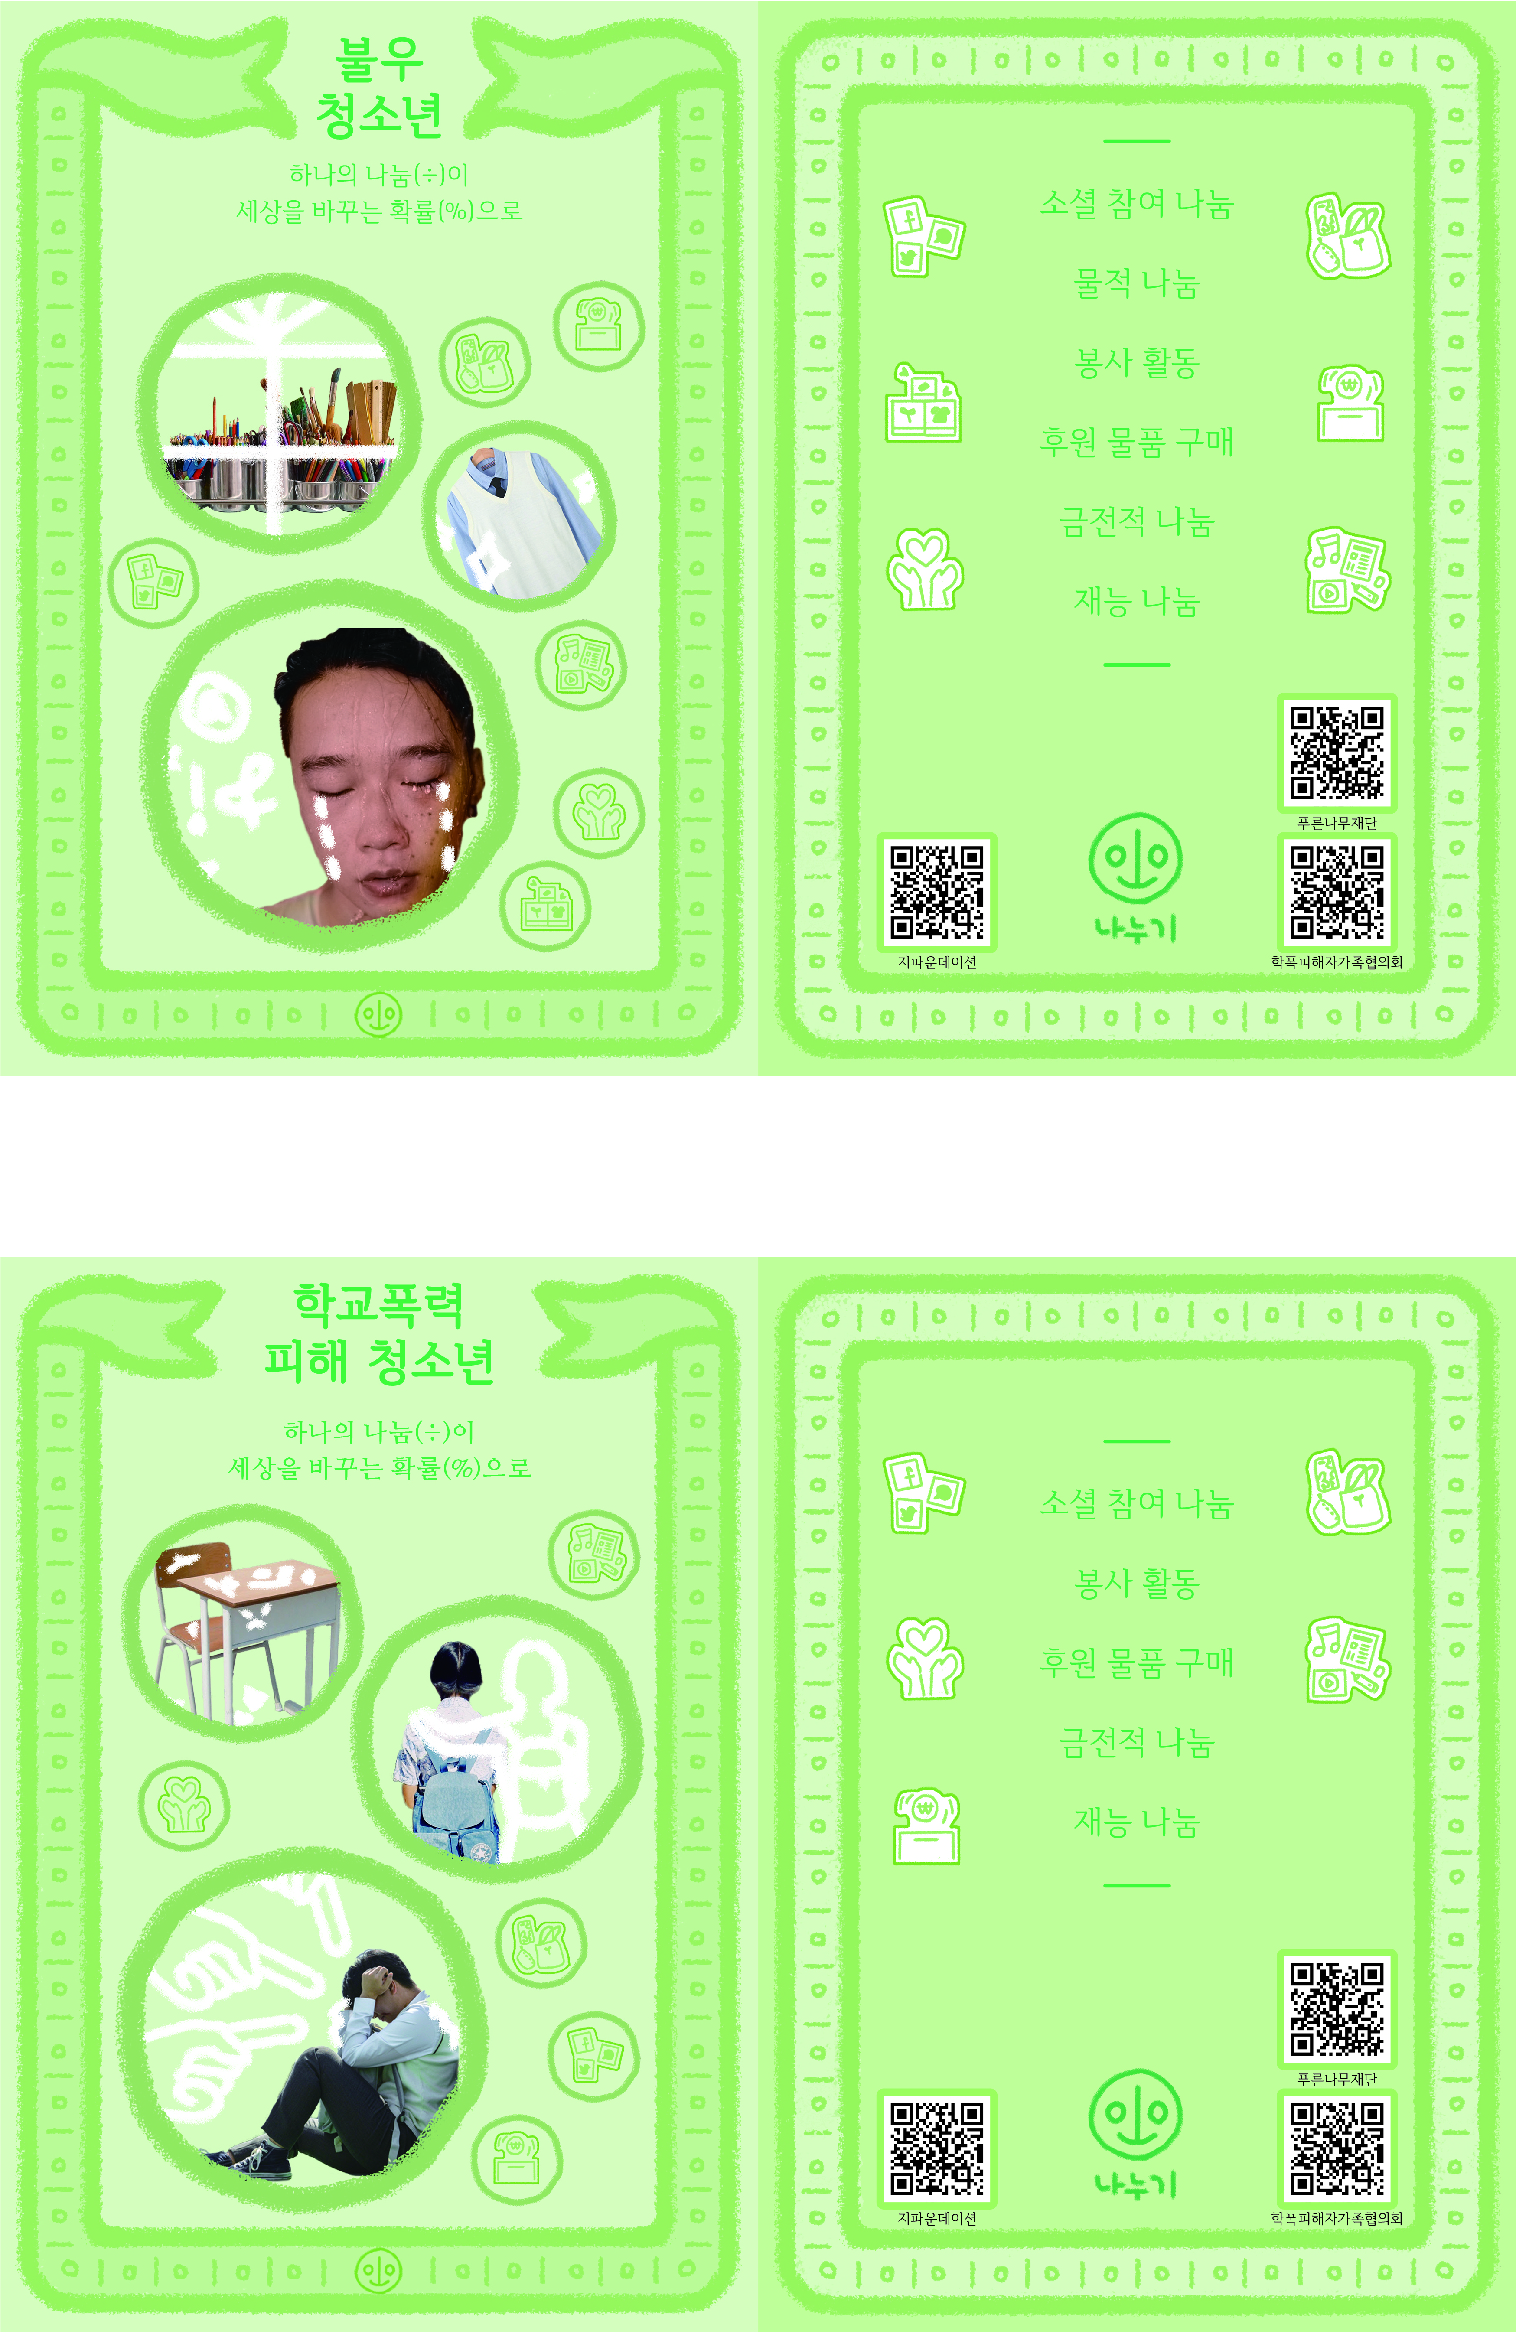 불우
청소년
하나의 나눔(÷)이
세상을 바꾸는 확률(%)으로
소셜 참여 나눔
물적 나눔
봉사 활동
후원 물품 구매
금전적 나눔
재능 나눔
푸른나무재단
지파운데이션
나누기
학폭피해자가족협의회
학교폭력
피해 청소년
하나의 나눔(÷)이
세상을 바꾸는 확률(%)으로
소셜 참여 나눔
봉사 활동
후원 물품 구매
금전적 나눔
재능 나눔
푸른나무재단
지파운데이션
나누기
학폭피해자가족협의회